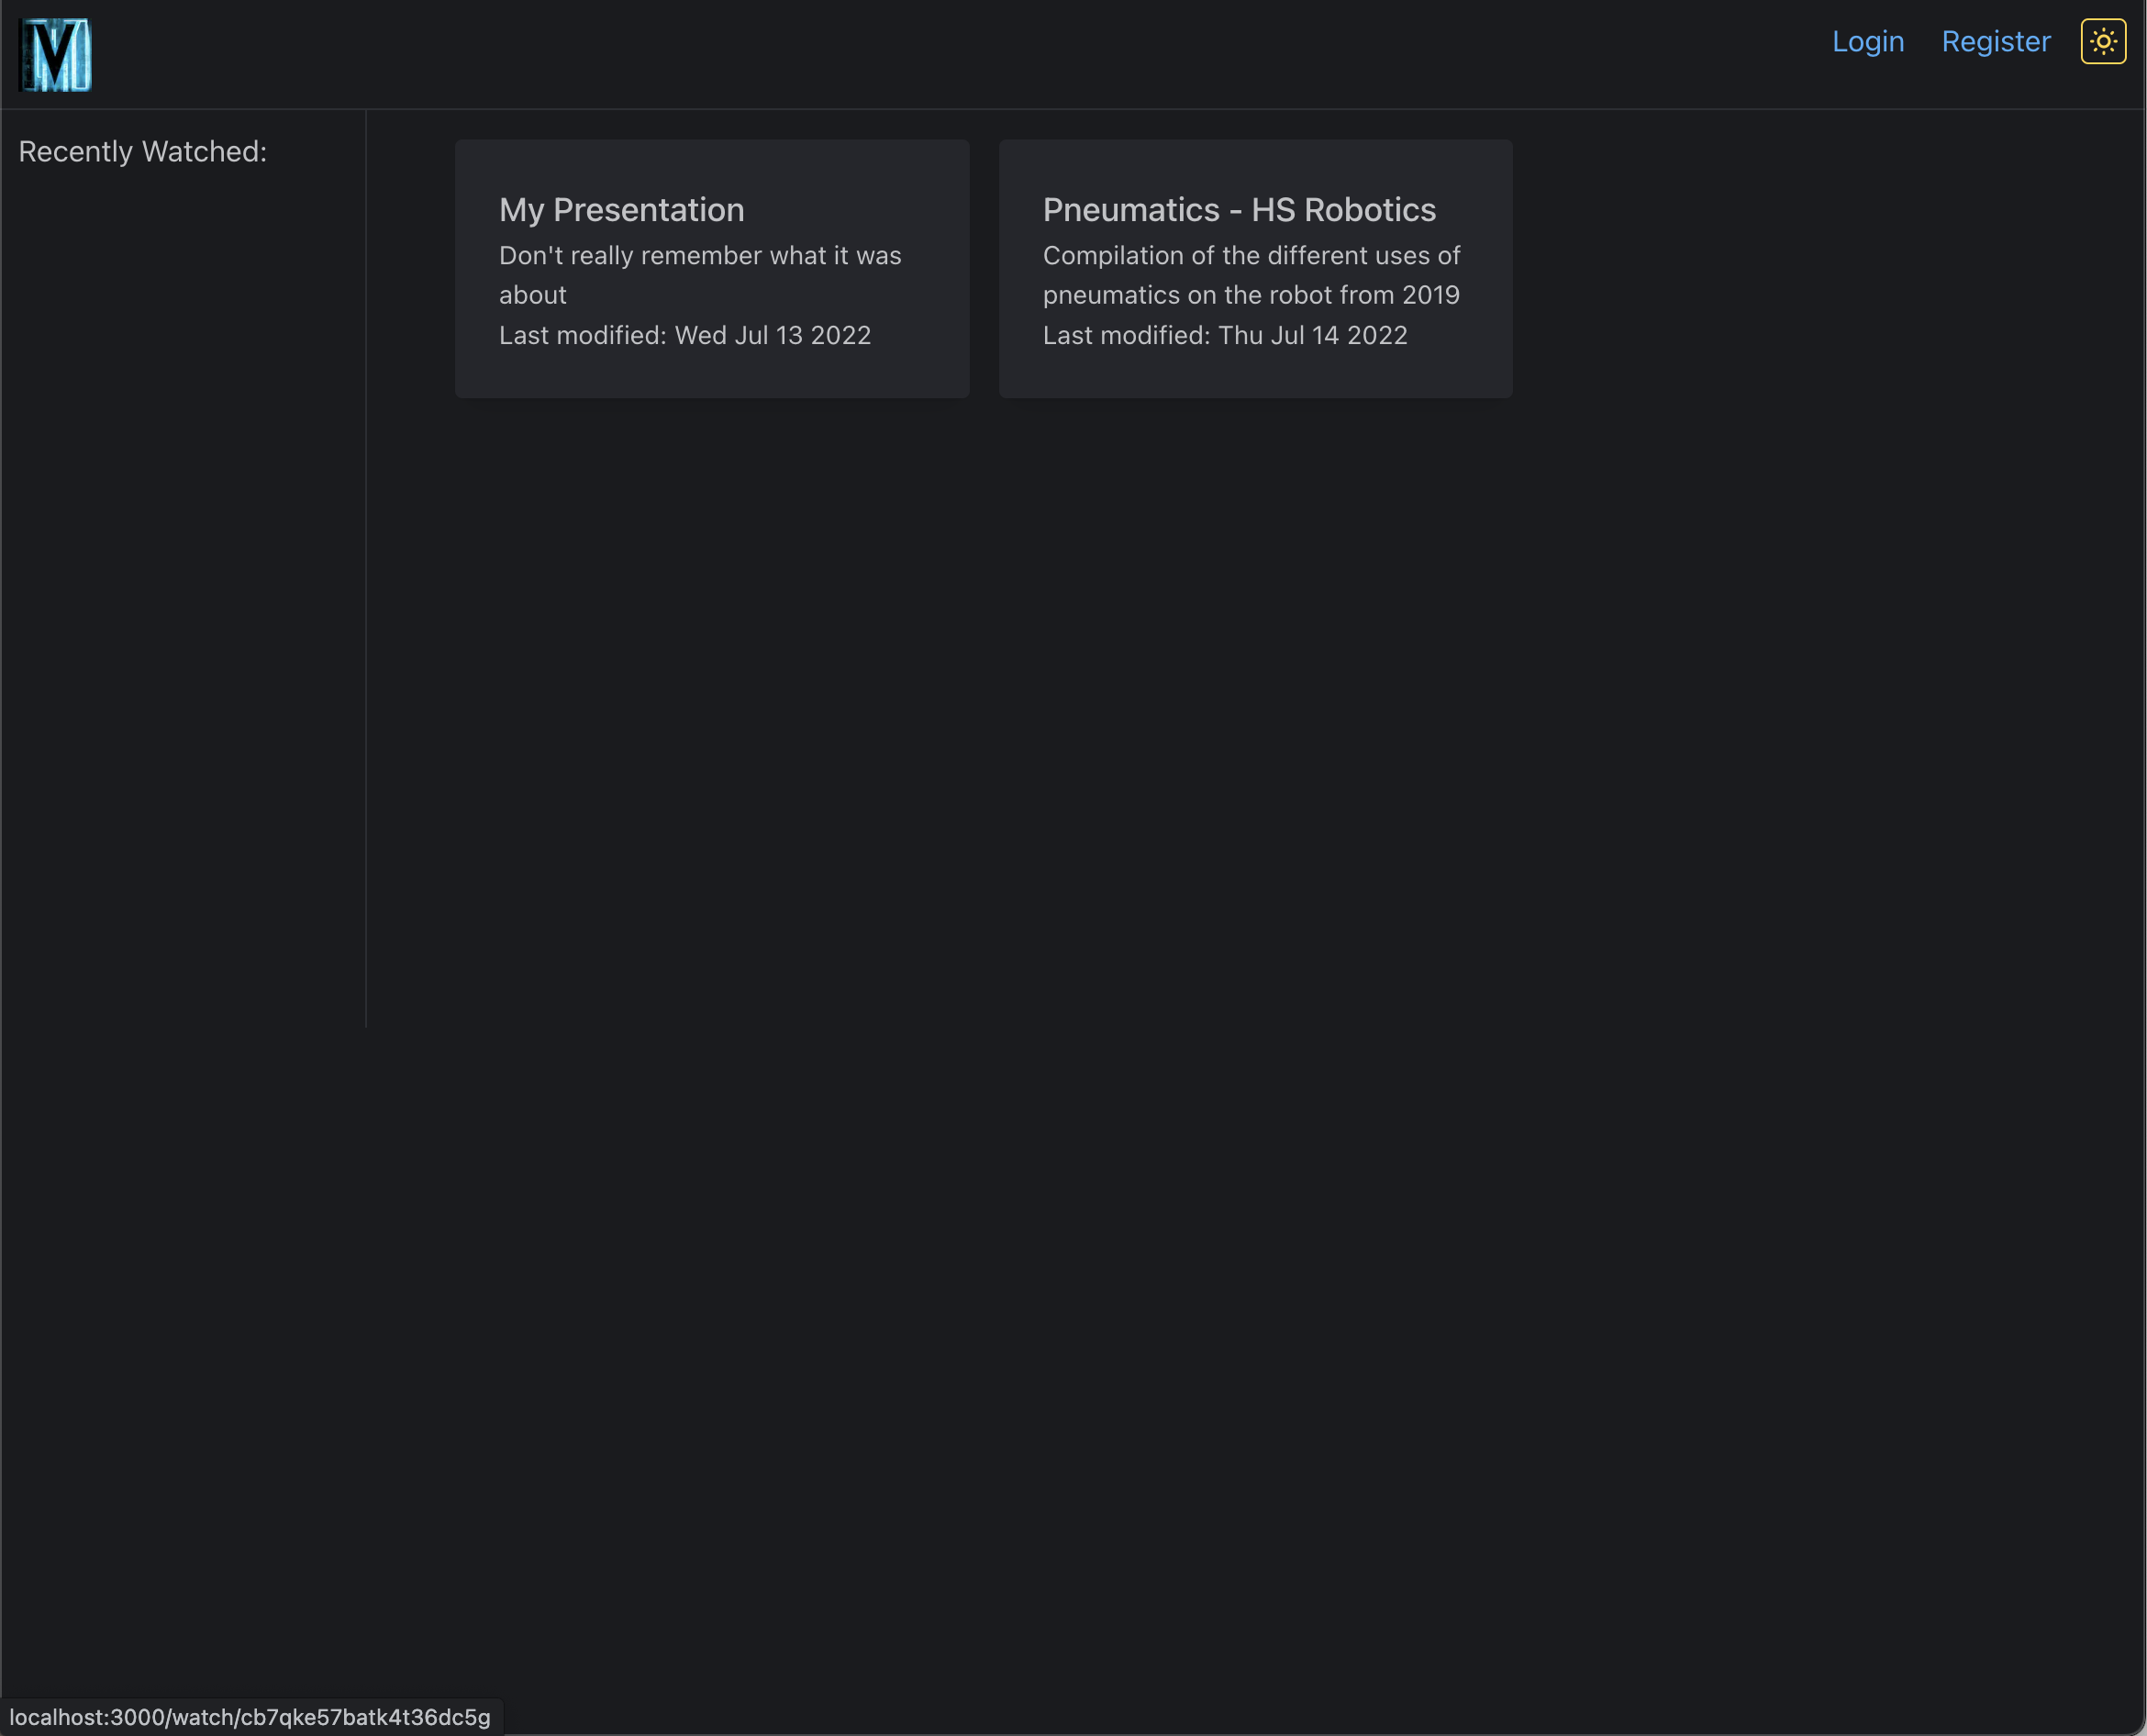 Login Register
Recently Watched:
My Presentation
Don't really remember what it was
about
Last modified: Wed Jul 13 2022
Pneumatics - HS Robotics
Compilation of the different uses of
pneumatics on the robot from 2019
Last modified: Thu Jul 14 2022
localhost:3000/watch/cb7qke57batk4t36dc5g